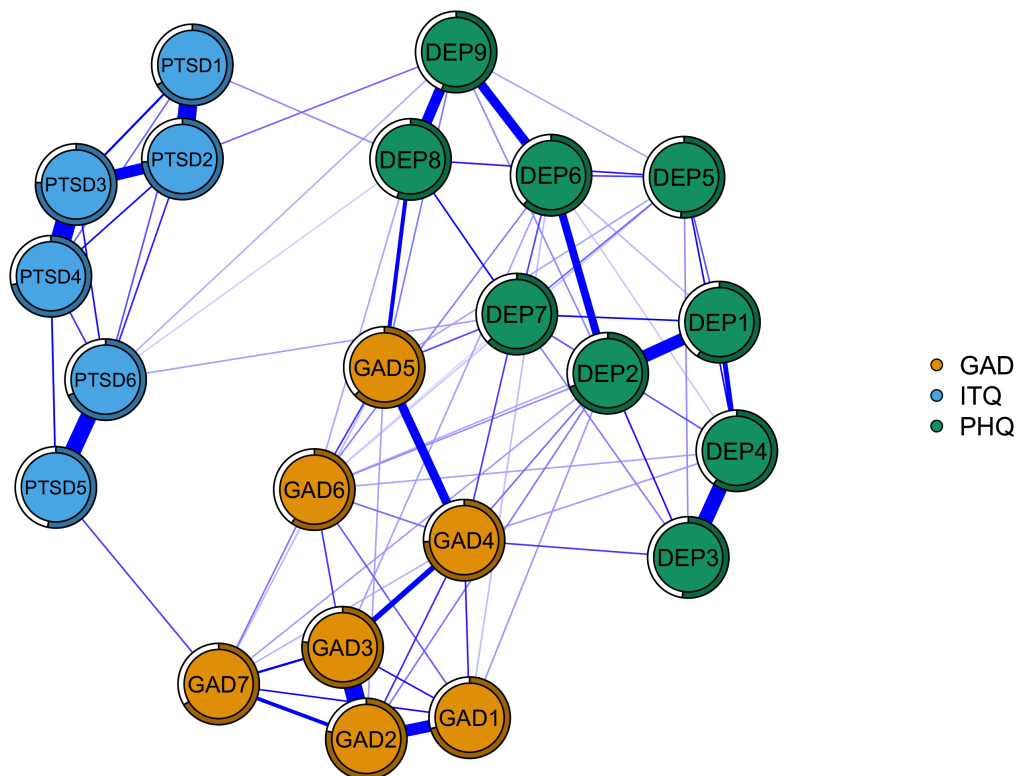 DEP9
PTSD1
PTSD2
DEP8
DEP6
DEP5
PTSD3
PTSD4
DEP7
DEP1
GAD5
DEP2
PTSD6
GAD
ITQ
PHQ
DEP4
PTSD5
GAD6
GAD4
DEP3
GAD3
GAD7
GAD1
GAD2